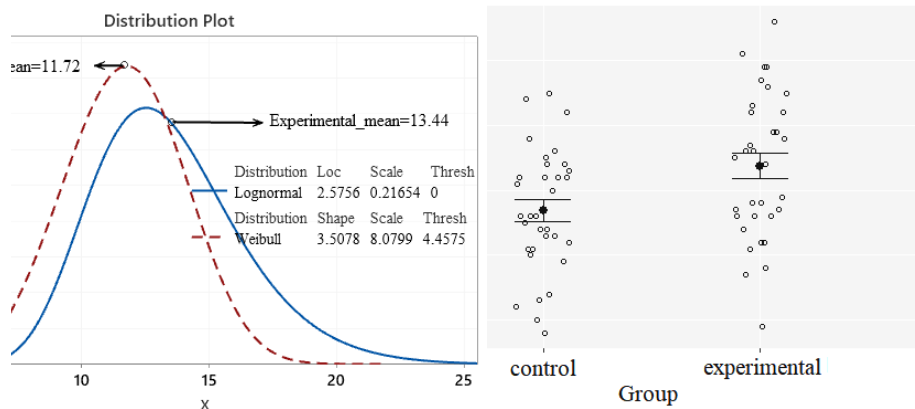 Distribution Plot
ean=11.72
Experimental_mean=13.44
Distribution Loc Scale Thresh
Lognormal 2.5756 0.21654 0
Distribution Shape Scale Thresh
Weibull 3.5078 8.0799 4.4575
10 15 20 25
X
control experimental
Group